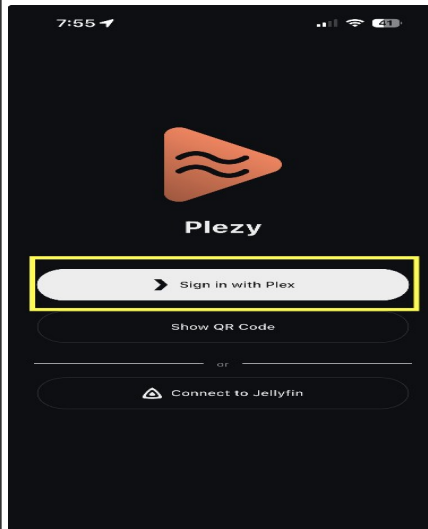 7:55
41
Plezy
Sign in with Plex
Show QR Code
or
Connect to Jellyfin